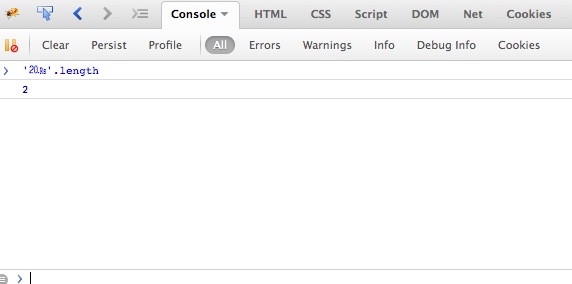 Console HTML CSS Script DOM Net Cookies
Clear Persist Profile All Errors Warnings Info Debug Info Cookies
'⒛'.length
2